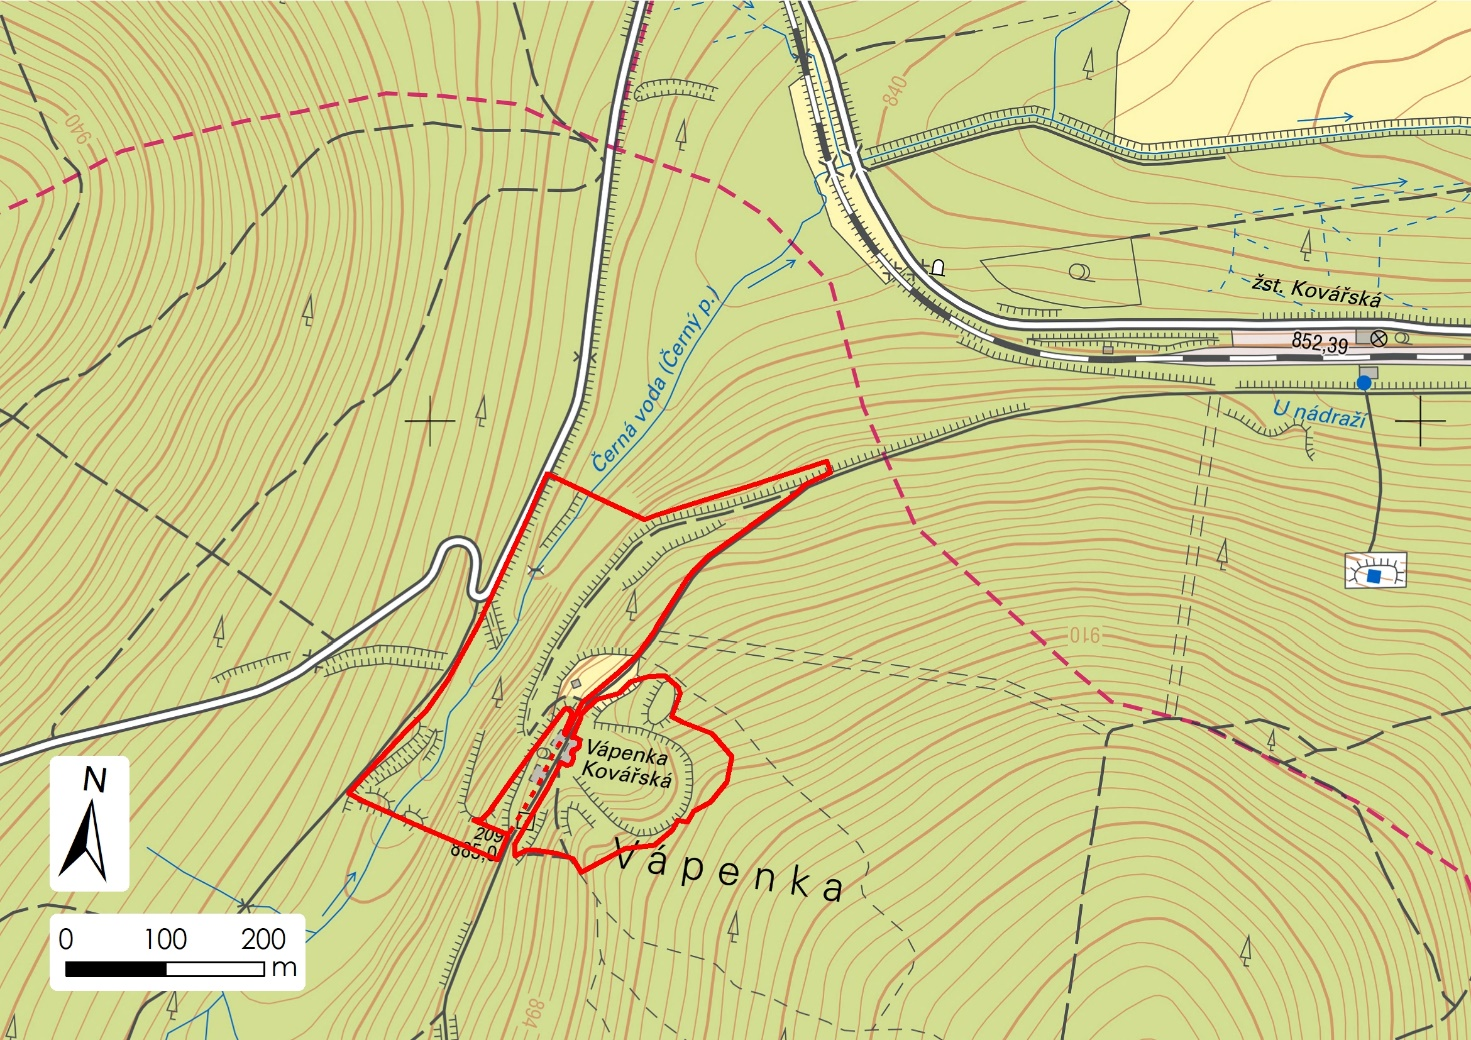 840
940
žst. Kovářská
852,39
U nádraží
Černá voda (Černý p.)
910
Vápenka
Kovářská
209
885,0
Vápenka
N
0 100 200
m
894